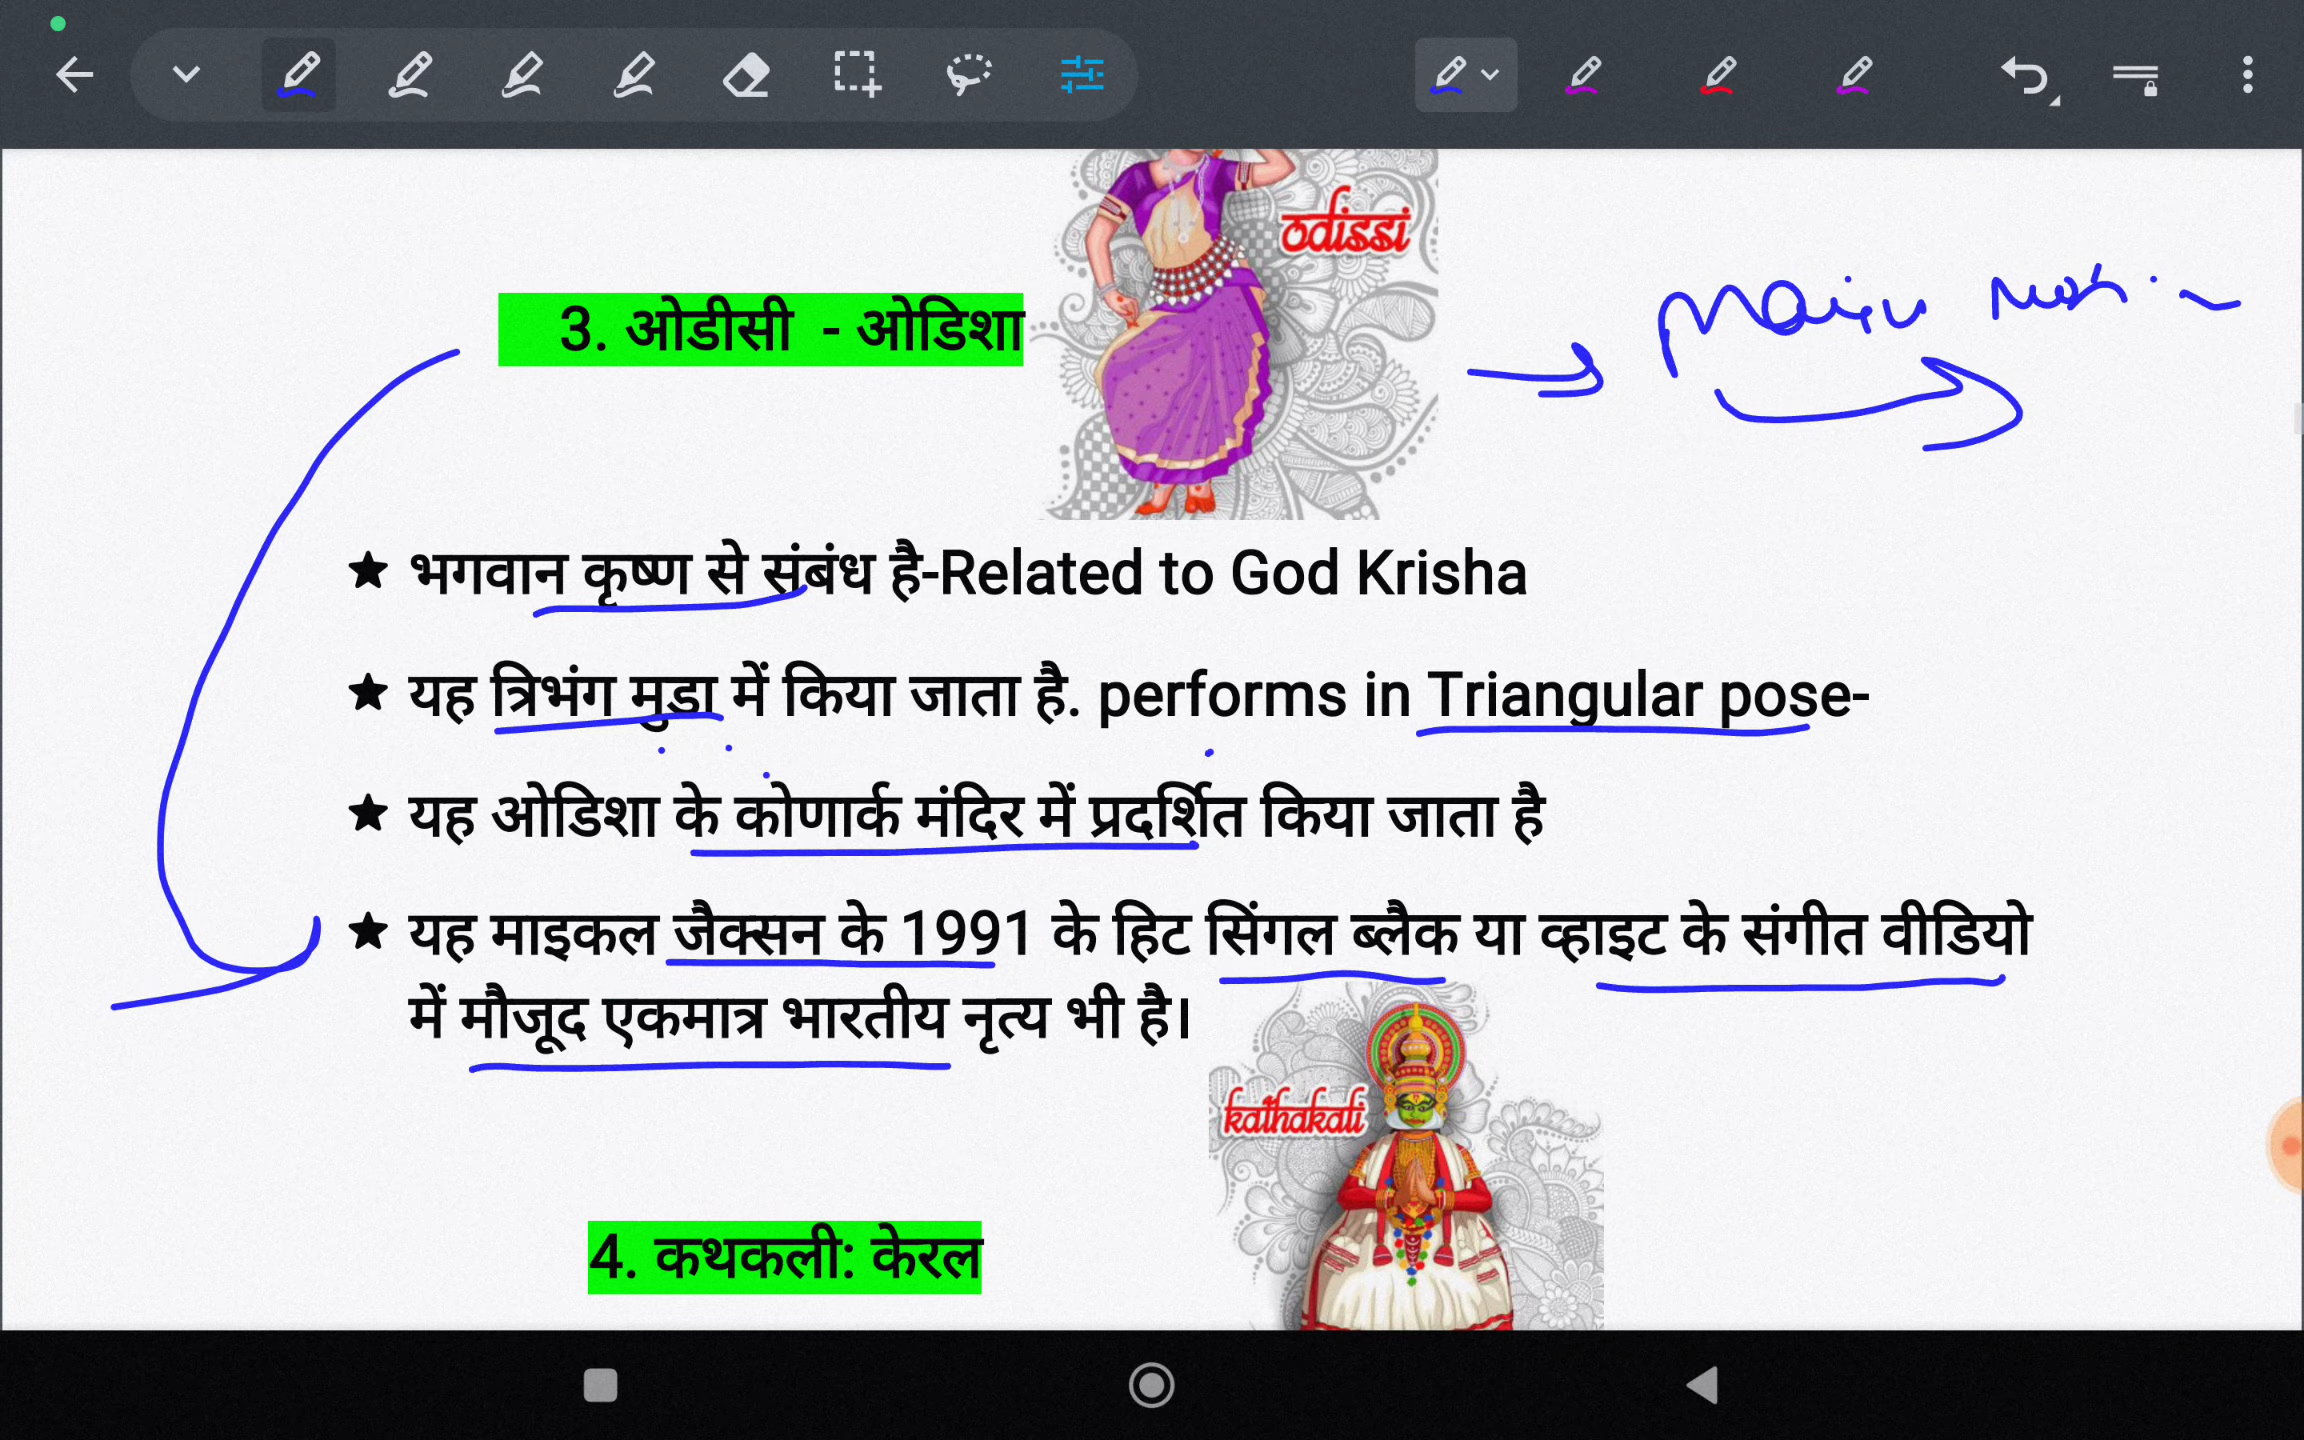 odissi
3. ओडीसी - ओडिशा
★ भगवान कृष्ण से संबंध है-Related to God Krisha
★ यह त्रिभंग मुद्रा में किया जाता है. performs in Triangular pose-
★ यह ओडिशा के कोणार्क मंदिर में प्रदर्शित किया जाता है
★ यह माइकल जैक्सन के 1991 के हिट सिंगल ब्लैक या व्हाइट के संगीत वीडियो
में मौजूद एकमात्र भारतीय नृत्य भी है।
kathakali
4. कथकली: केरल